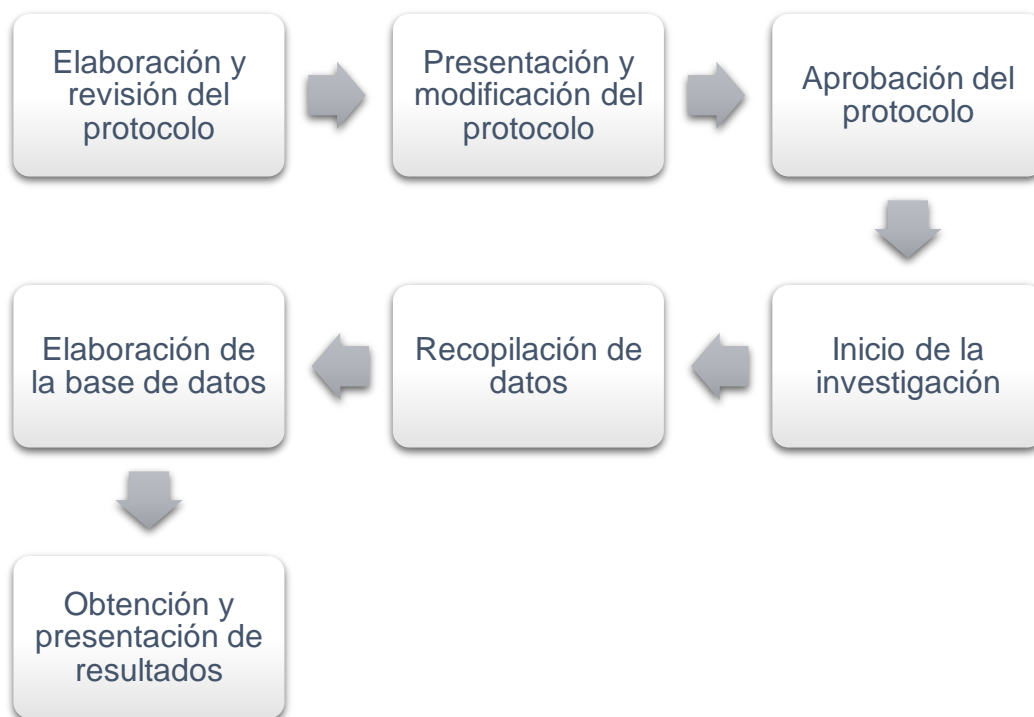 Elaboración y
revisión del
protocolo
Presentación y
modificación del
protocolo
Aprobación del
protocolo
Inicio de la
investigación
Recopilación de
datos
Elaboración de
la base de datos
Obtención y
presentación de
resultados